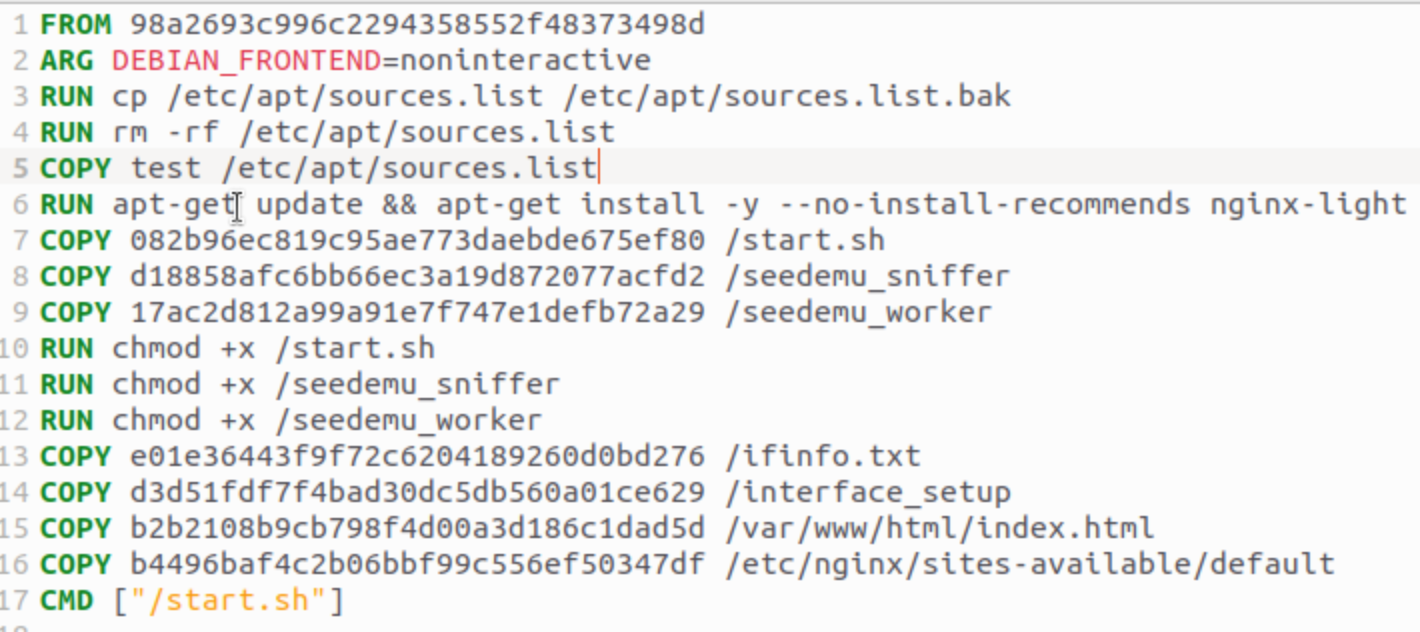 1 FROM 98a2693c996c2294358552f48373498d
2 ARG DEBIAN_FRONTEND=noninteractive
3 RUN cp /etc/apt/sources.list /etc/apt/sources.list.bak
4 RUN rm -rf /etc/apt/sources.list
5 COPY test /etc/apt/sources.list
6 RUN apt-get update && apt-get install -y --no-install-recommends nginx-light
7 COPY 082b96ec819c95ae773daebde675ef80 /start.sh
8 COPY d18858afc6bb66ec3a19d872077acfd2 /seedemu_sniffer
9 COPY 17ac2d812a99a91e7f747e1defb72a29 /seedemu_worker
10 RUN chmod +x /start.sh
11 RUN chmod +x /seedemu_sniffer
12 RUN chmod +x /seedemu_worker
13 COPY e01e36443f9f72c6204189260d0bd276 /ifinfo.txt
14 COPY d3d51fdf7f4bad30dc5db560a01ce629 /interface_setup
15 COPY b2b2108b9cb798f4d00a3d186c1dad5d /var/www/html/index.html
16 COPY b4496baf4c2b06bbf99c556ef50347df /etc/nginx/sites-available/default
17 CMD ["/start.sh"]